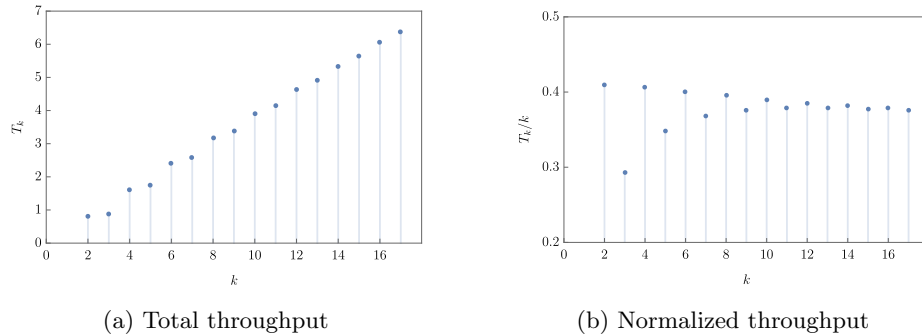 7
6
5
4
3
2
1
0
T_k
0 2 4 6 8 10 12 14 16
k
(a) Total throughput
0.5
0.4
0.3
0.2
T_k/k
0 2 4 6 8 10 12 14 16
k
(b) Normalized throughput